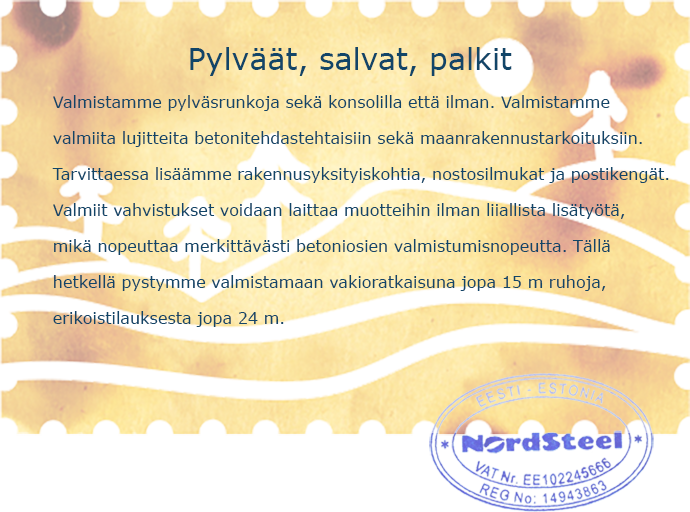 Pylväät, salvat, palkit
Valmistamme pylväsrunkoja sekä konsolilla että ilman. Valmistamme
valmiita lujitteita betonitehdastehtaisiin sekä maanrakennustarkoituksiin.
Tarvittaessa lisäämme rakennusyksityiskohtia, nostosilmukat ja postikengät.
Valmiit vahvistukset voidaan laittaa muotteihin ilman liiallista lisätyötä,
mikä nopeuttaa merkittävästi betoniosien valmistumisnopeutta. Tällä
hetkellä pystymme valmistamaan vakioratkaisuna jopa 15 m ruhoja,
erikoistilauksesta jopa 24 m.
EESTI - ESTONIA
* NordSteel *
VAT Nr. EE102245666
REG No: 14943863